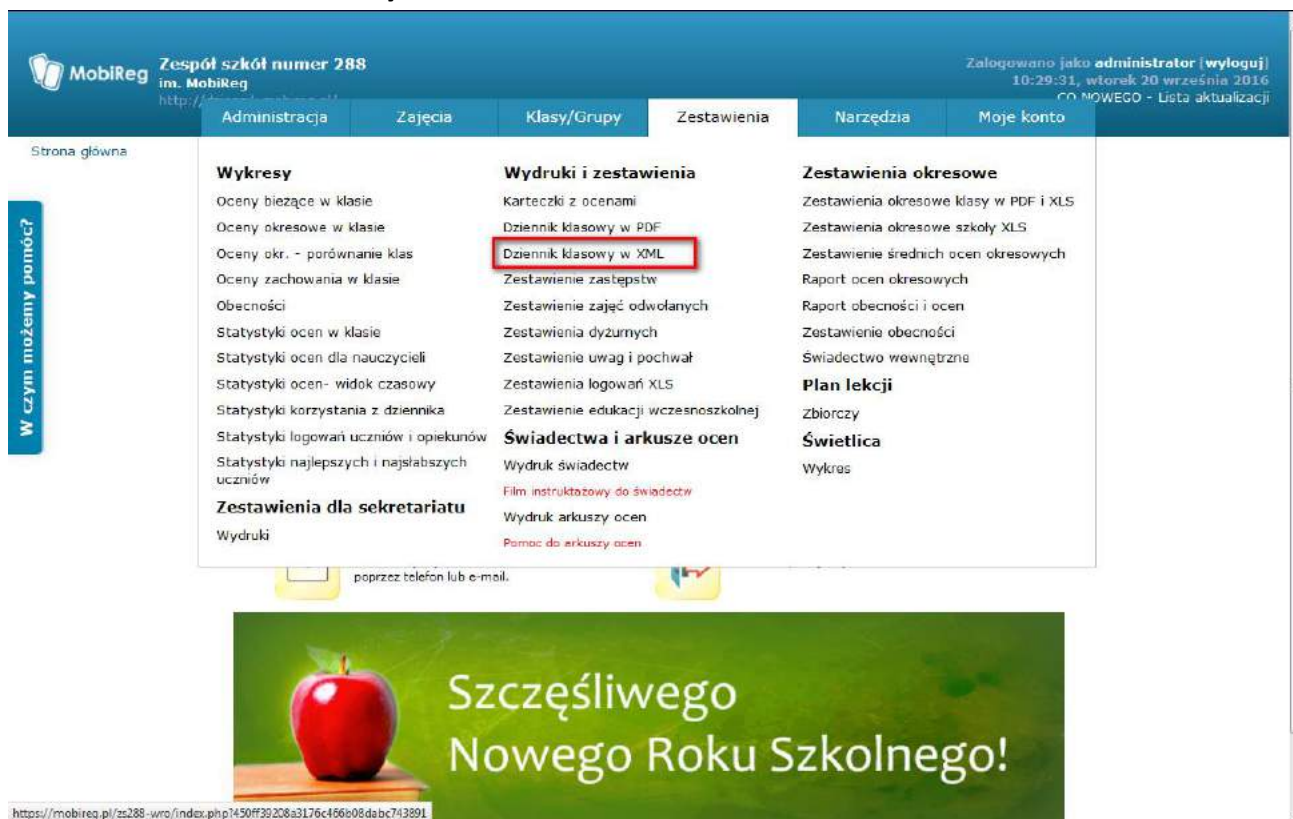 MobiReg
Zespół szkół numer 288
im. MobiReg
Zalogowano jako administrator [wyloguj]
10:29:31, wtorek 20 września 2016
CO NOWEGO - Lista aktualizacji
Administracja Zajęcia Klasy/Grupy Zestawienia Narzędzia Moje konto
Strona główna
W czym możemy pomóc?
Wykresy
Oceny bieżące w klasie
Oceny okresowe w klasie
Oceny okr. - porównanie klas
Oceny zachowania w klasie
Obecności
Statystyki ocen w klasie
Statystyki ocen dla nauczycieli
Statystyki ocen- widok czasowy
Statystyki korzystania z dziennika
Statystyki logowań uczniów i opiekunów
Statystyki najlepszych i najsłabszych
uczniów
Zestawienia dla sekretariatu
Wydruki
Wydruki i zestawienia
Karteczki z ocenami
Dziennik klasowy w PDF
Dziennik klasowy w XML
Zestawienie zastępstw
Zestawienie zajęć odwołanych
Zestawienia dyżurnych
Zestawienie uwag i pochwał
Zestawienia logowań XLS
Zestawienie edukacji wczesnoszkolnej
Świadectwa i arkusze ocen
Wydruk świadectw
Film instruktażowy do świadectw
Wydruk arkuszy ocen
Pomoc do arkuszy ocen
Zestawienia okresowe
Zestawienia okresowe klasy w PDF i XLS
Zestawienia okresowe szkoły XLS
Zestawienie średnich ocen okresowych
Raport ocen okresowych
Raport obecności i ocen
Zestawienie obecności
Świadectwo wewnętrzne
Plan lekcji
Zbiorczy
Świetlica
Wykres
poprzez telefon lub e-mail.
Szczęśliwego
Nowego Roku Szkolnego!
https://mobireg.pl/zs288-wro/index.php?450ff39208a3176c466b08dabc743891